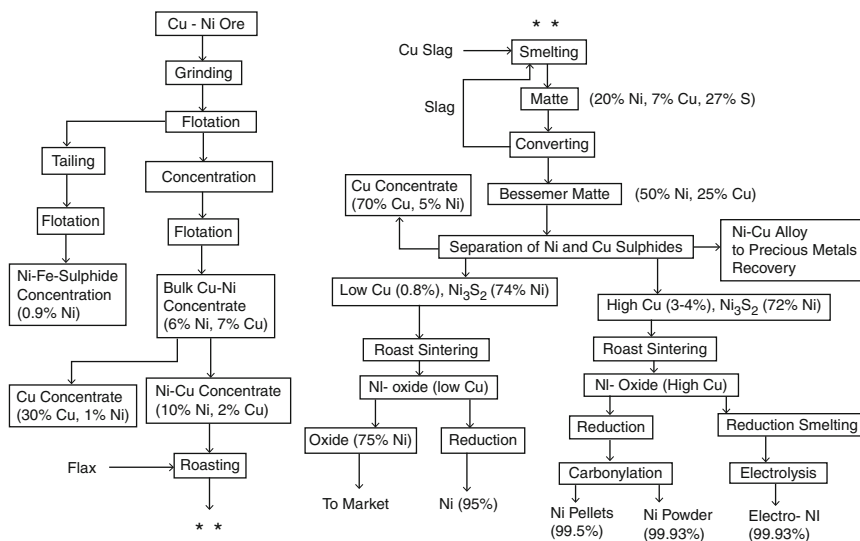 Cu - Ni Ore
Grinding
Flotation
Tailing
Concentration
Flotation
Flotation
Ni-Fe-Sulphide
Concentration
(0.9% Ni)
Bulk Cu-Ni
Concentrate
(6% Ni, 7% Cu)
Cu Concentrate
(30% Cu, 1% Ni)
Ni-Cu Concentrate
(10% Ni, 2% Cu)
Flax
Roasting
* *
* *
Cu Slag
Smelting
Slag
Matte
(20% Ni, 7% Cu, 27% S)
Converting
Cu Concentrate
(70% Cu, 5% Ni)
Bessemer Matte
(50% Ni, 25% Cu)
Separation of Ni and Cu Sulphides
Ni-Cu Alloy
to Precious Metals
Recovery
Low Cu (0.8%), Ni₃S₂ (74% Ni)
High Cu (3-4%), Ni₃S₂ (72% Ni)
Roast Sintering
Roast Sintering
NI- oxide (low Cu)
NI- Oxide (High Cu)
Oxide (75% Ni)
Reduction
Reduction
Reduction Smelting
Carbonylation
Electrolysis
To Market
Ni (95%)
Ni Pellets
(99.5%)
Ni Powder
(99.93%)
Electro- NI
(99.93%)